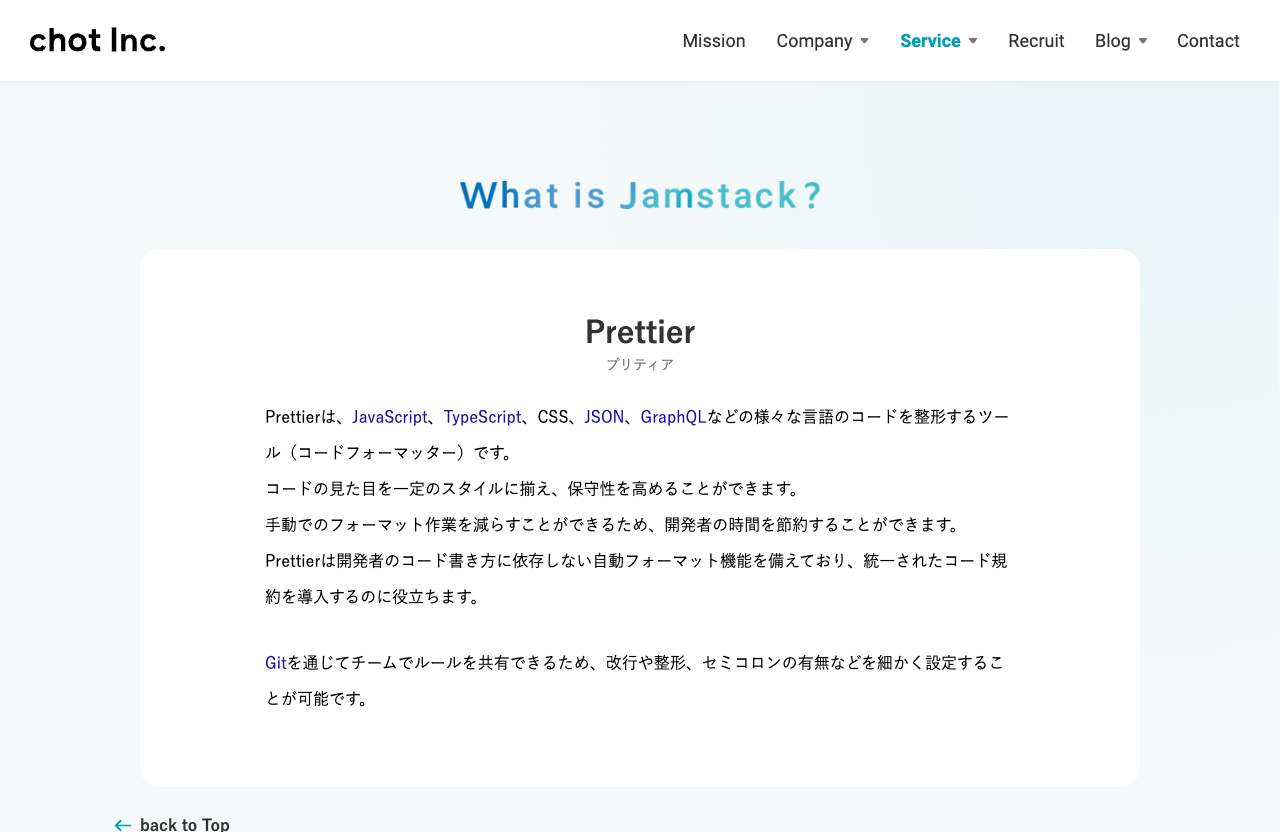 chot Inc.
Mission Company Service Recruit Blog Contact
What is Jamstack?
Prettier
プリティア
Prettierは、JavaScript、TypeScript、CSS、JSON、GraphQLなどの様々な言語のコードを整形するツー
ル（コードフォーマッター）です。
コードの見た目を一定のスタイルに揃え、保守性を高めることができます。
手動でのフォーマット作業を減らすことができるため、開発者の時間を節約することができます。
Prettierは開発者のコード書き方に依存しない自動フォーマット機能を備えており、統一されたコード規
約を導入するのに役立ちます。
Gitを通じてチームでルールを共有できるため、改行や整形、セミコロンの有無などを細かく設定するこ
とが可能です。
back to Top